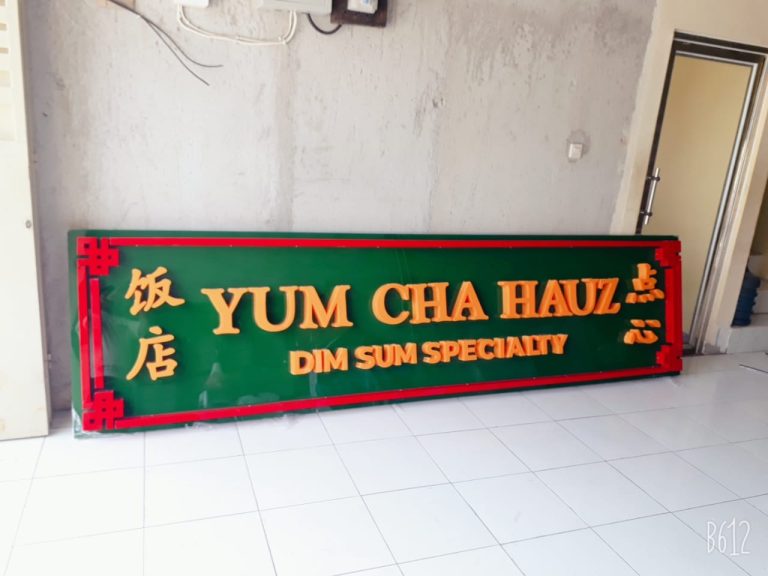 饭店
YUM CHA HAUZ
点心
DIM SUM SPECIALTY
B612